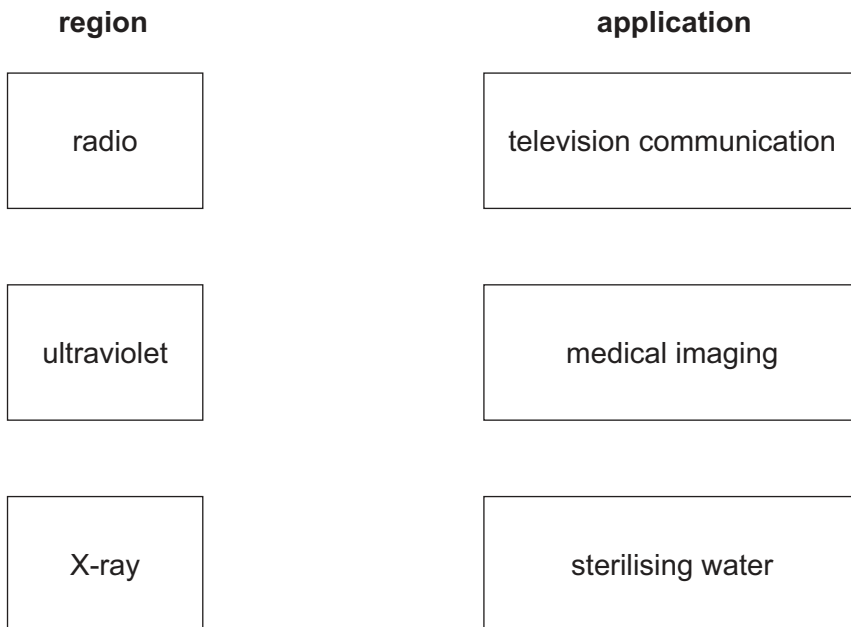 region application
radio television communication
ultraviolet medical imaging
X-ray sterilising water